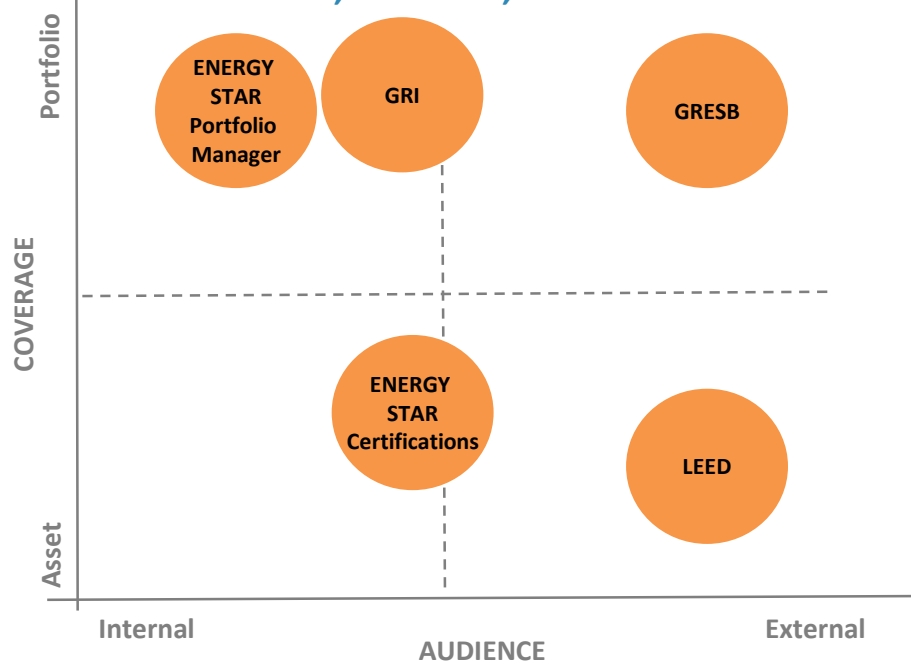 Portfolio
ENERGY
STAR
Portfolio
Manager
GRI
GRESB
COVERAGE
ENERGY
STAR
Certifications
LEED
Asset
Internal
External
AUDIENCE